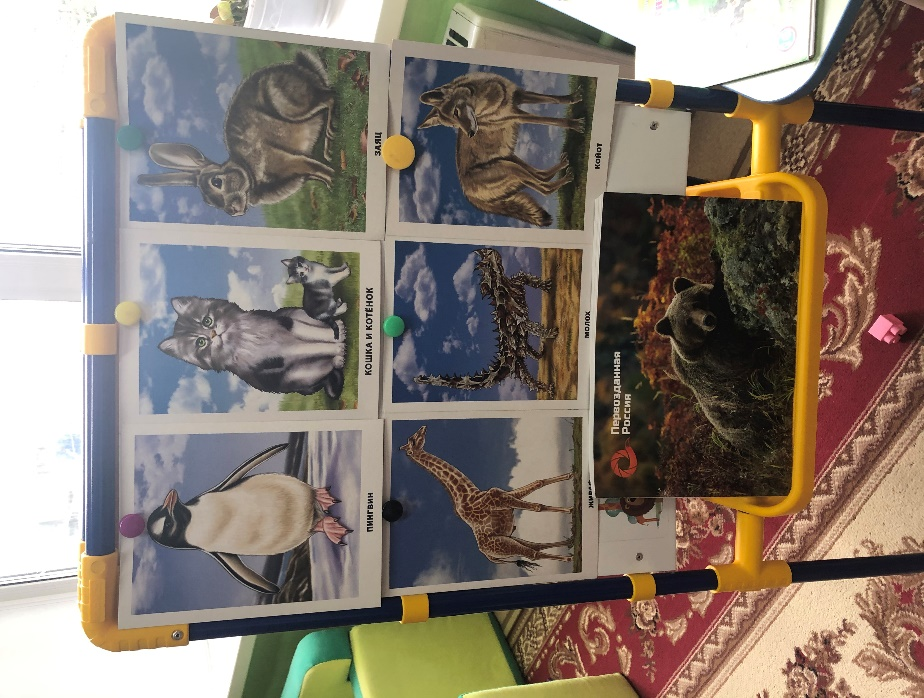 ПИНГВИН
КОШКА И КОТЁНОК
ЗАЯЦ
МОЛОХ
КОЙОТ
Первозданная
Россия